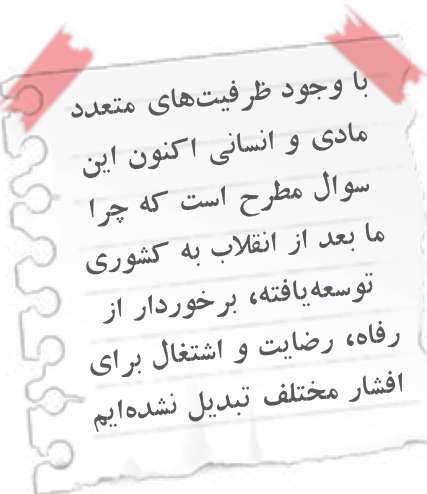 با وجود ظرفیت‌های متعدد
مادی و انسانی اکنون این
سوال مطرح است که چرا
ما بعد از انقلاب به کشوری
توسعه‌یافته، برخوردار از
رفاه، رضایت و اشتغال برای
افشار مختلف تبدیل نشده‌ایم